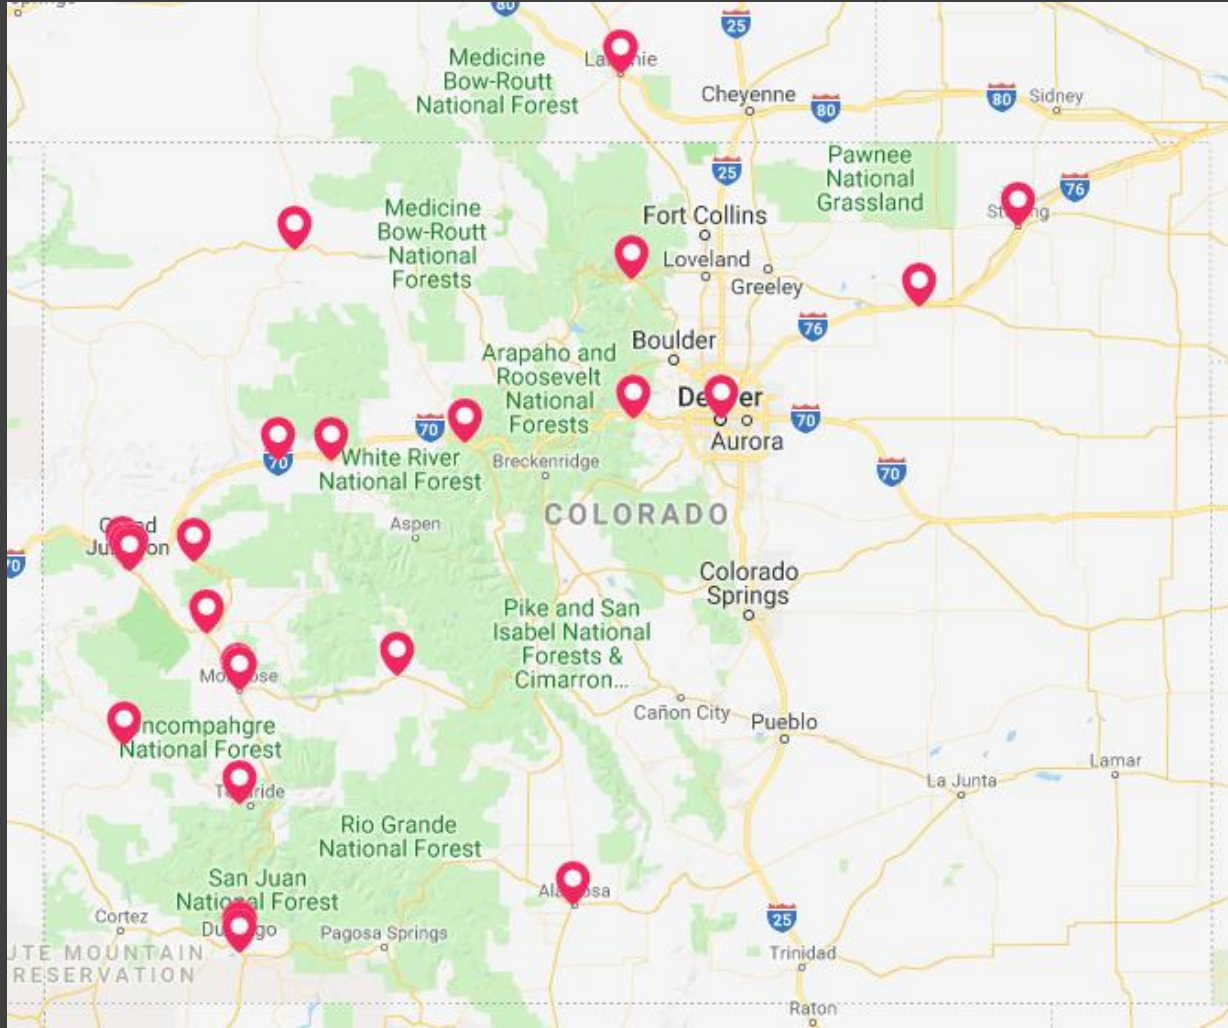 80
25
Medicine
Bow-Routt
National Forest
Cheyenne
80
80
Sidney
25
Pawnee
National
Grassland
76
Medicine
Bow-Routt
National
Forests
Fort Collins
Loveland
Greeley
76
Boulder
Arapaho and
Roosevelt
National
Forests
70
70
Aurora
70
70
White River
National Forest
Breckenridge
COLORADO
Aspen
70
Colorado
Springs
Pike and San
Isabel National
Forests &
Cimarron...
Cañon City
Pueblo
ncompahgre
National Forest
Lamar
La Junta
Rio Grande
National Forest
San Juan
National Forest
25
Cortez
Pagosa Springs
UTE MOUNTAIN
RESERVATION
Trinidad
Raton